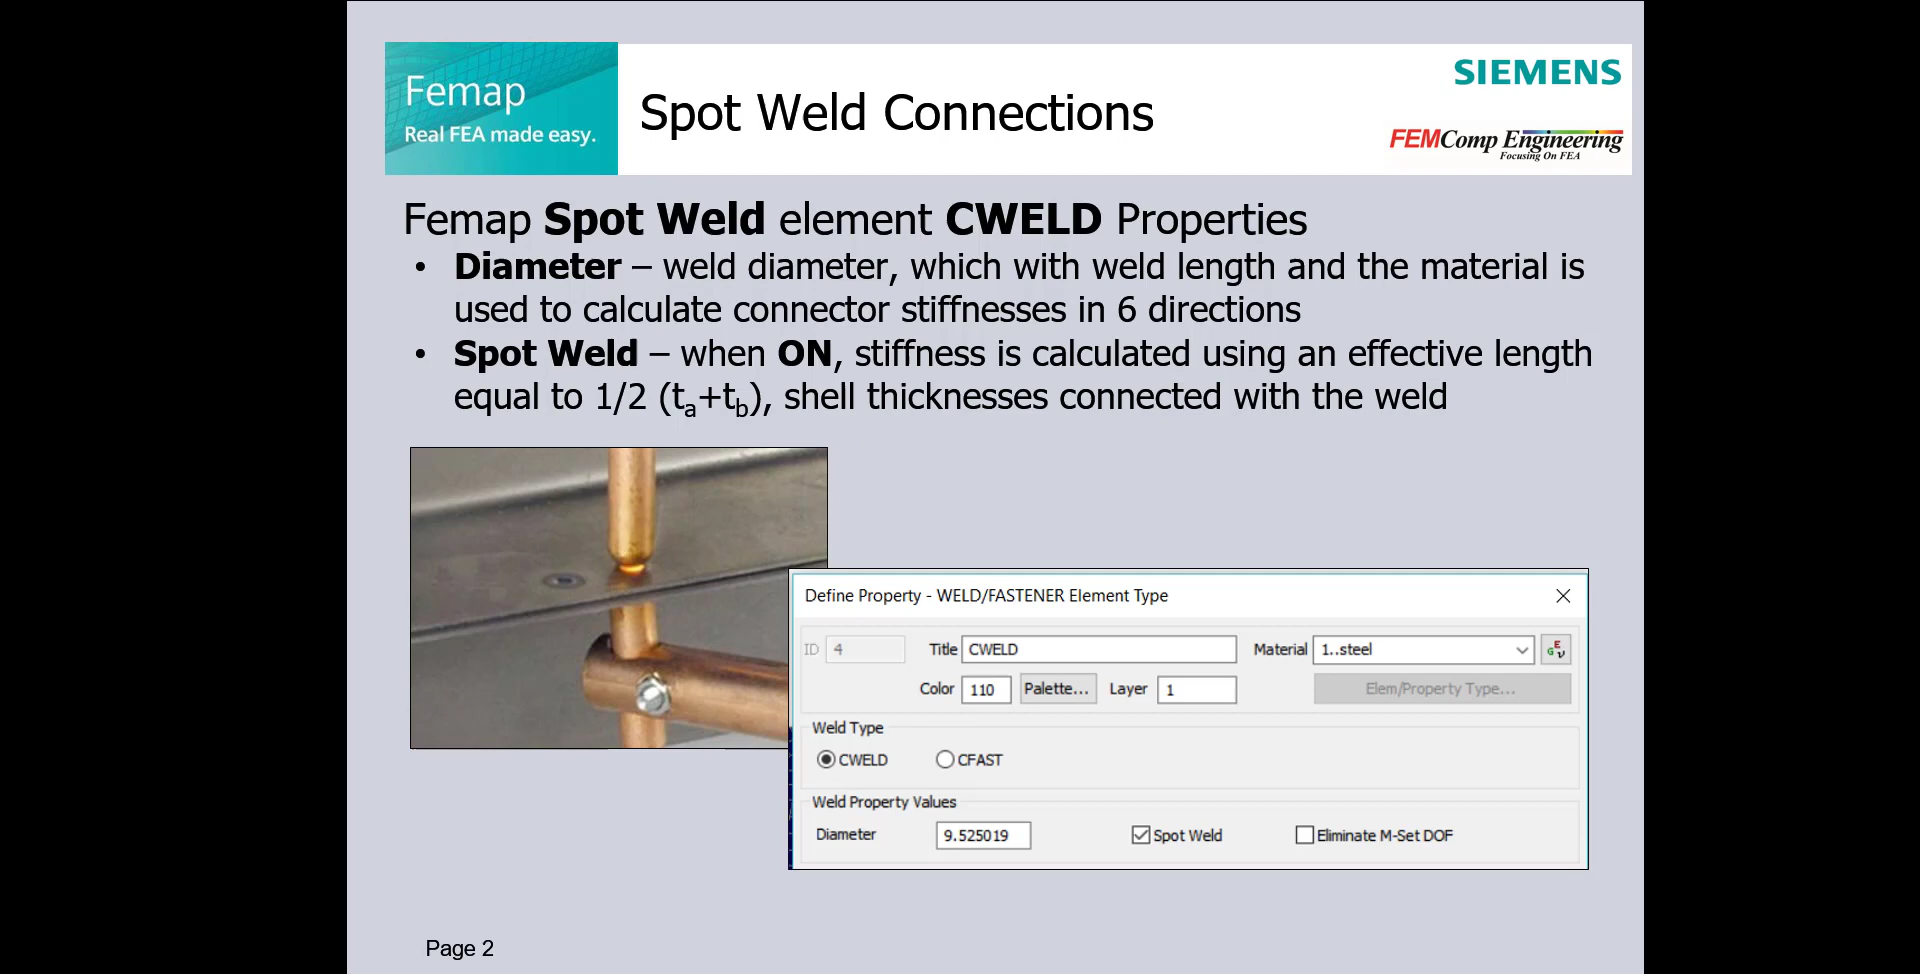 Femap
Real FEA made easy.
Spot Weld Connections
SIEMENS
FEMComp Engineering
Focusing On FEA
Femap Spot Weld element CWELD Properties
• Diameter – weld diameter, which with weld length and the material is
used to calculate connector stiffnesses in 6 directions
• Spot Weld – when ON, stiffness is calculated using an effective length
equal to 1/2 (ta+tb), shell thicknesses connected with the weld
Define Property - WELD/FASTENER Element Type
ID 4 Title CWELD Material 1..steel E G ν
Color 110 Palette... Layer 1 Elem/Property Type...
Weld Type
CWELD CFAST
Weld Property Values
Diameter 9.525019 Spot Weld Eliminate M-Set DOF
Page 2